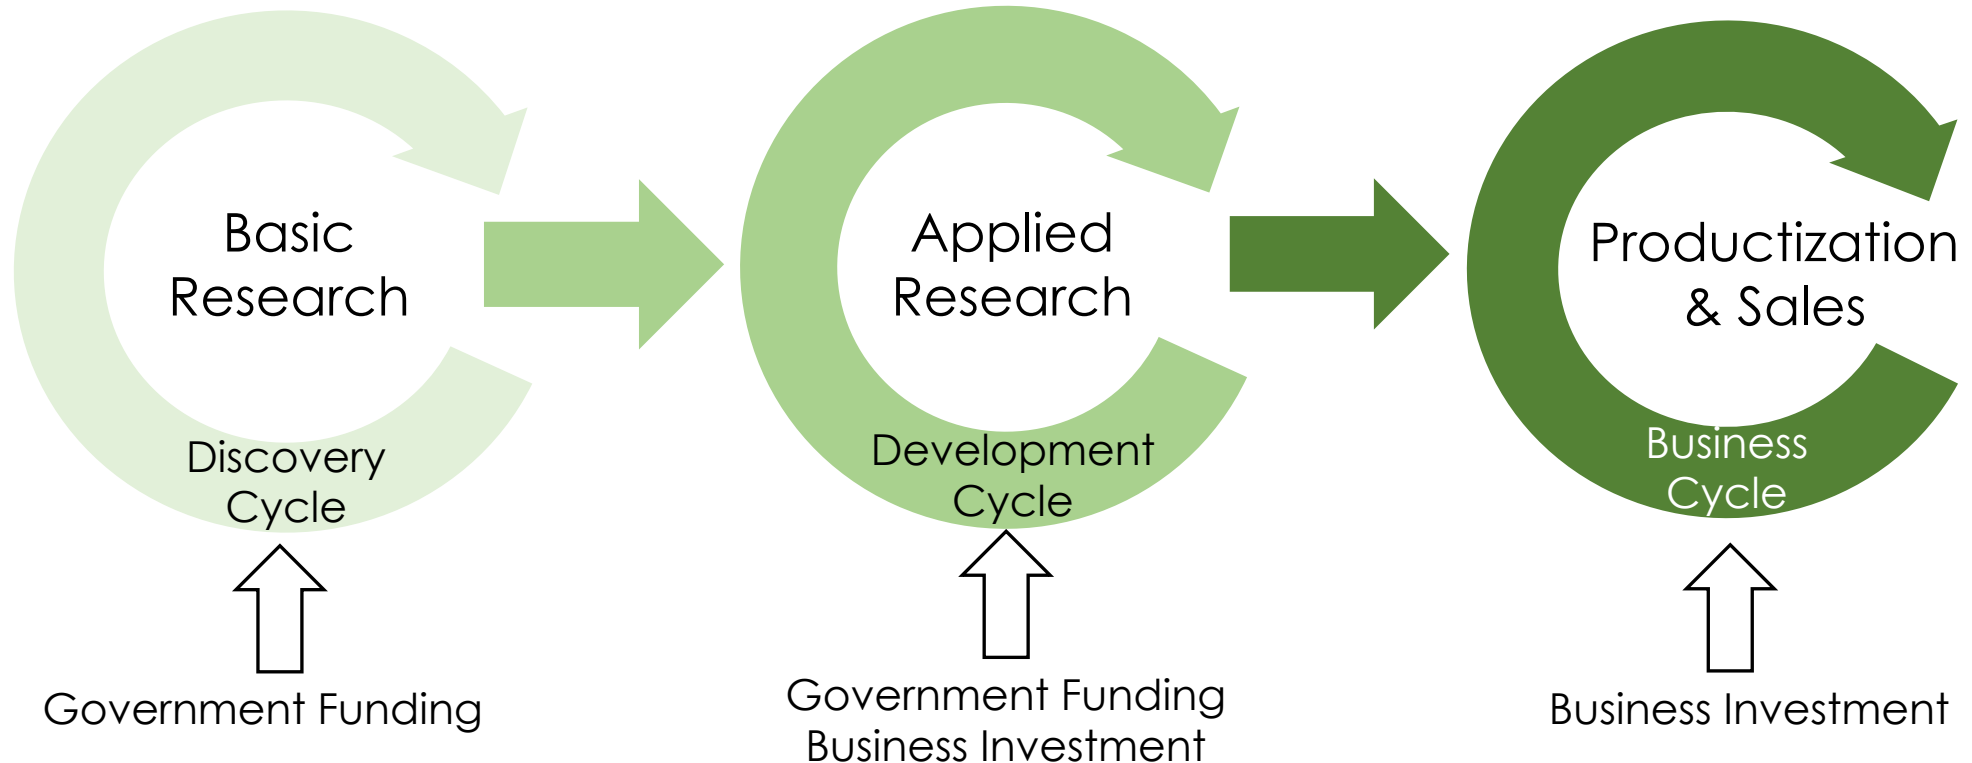 Basic
Research
Discovery
Cycle
Government Funding
Applied
Research
Development
Cycle
Government Funding
Business Investment
Productization
& Sales
Business
Cycle
Business Investment